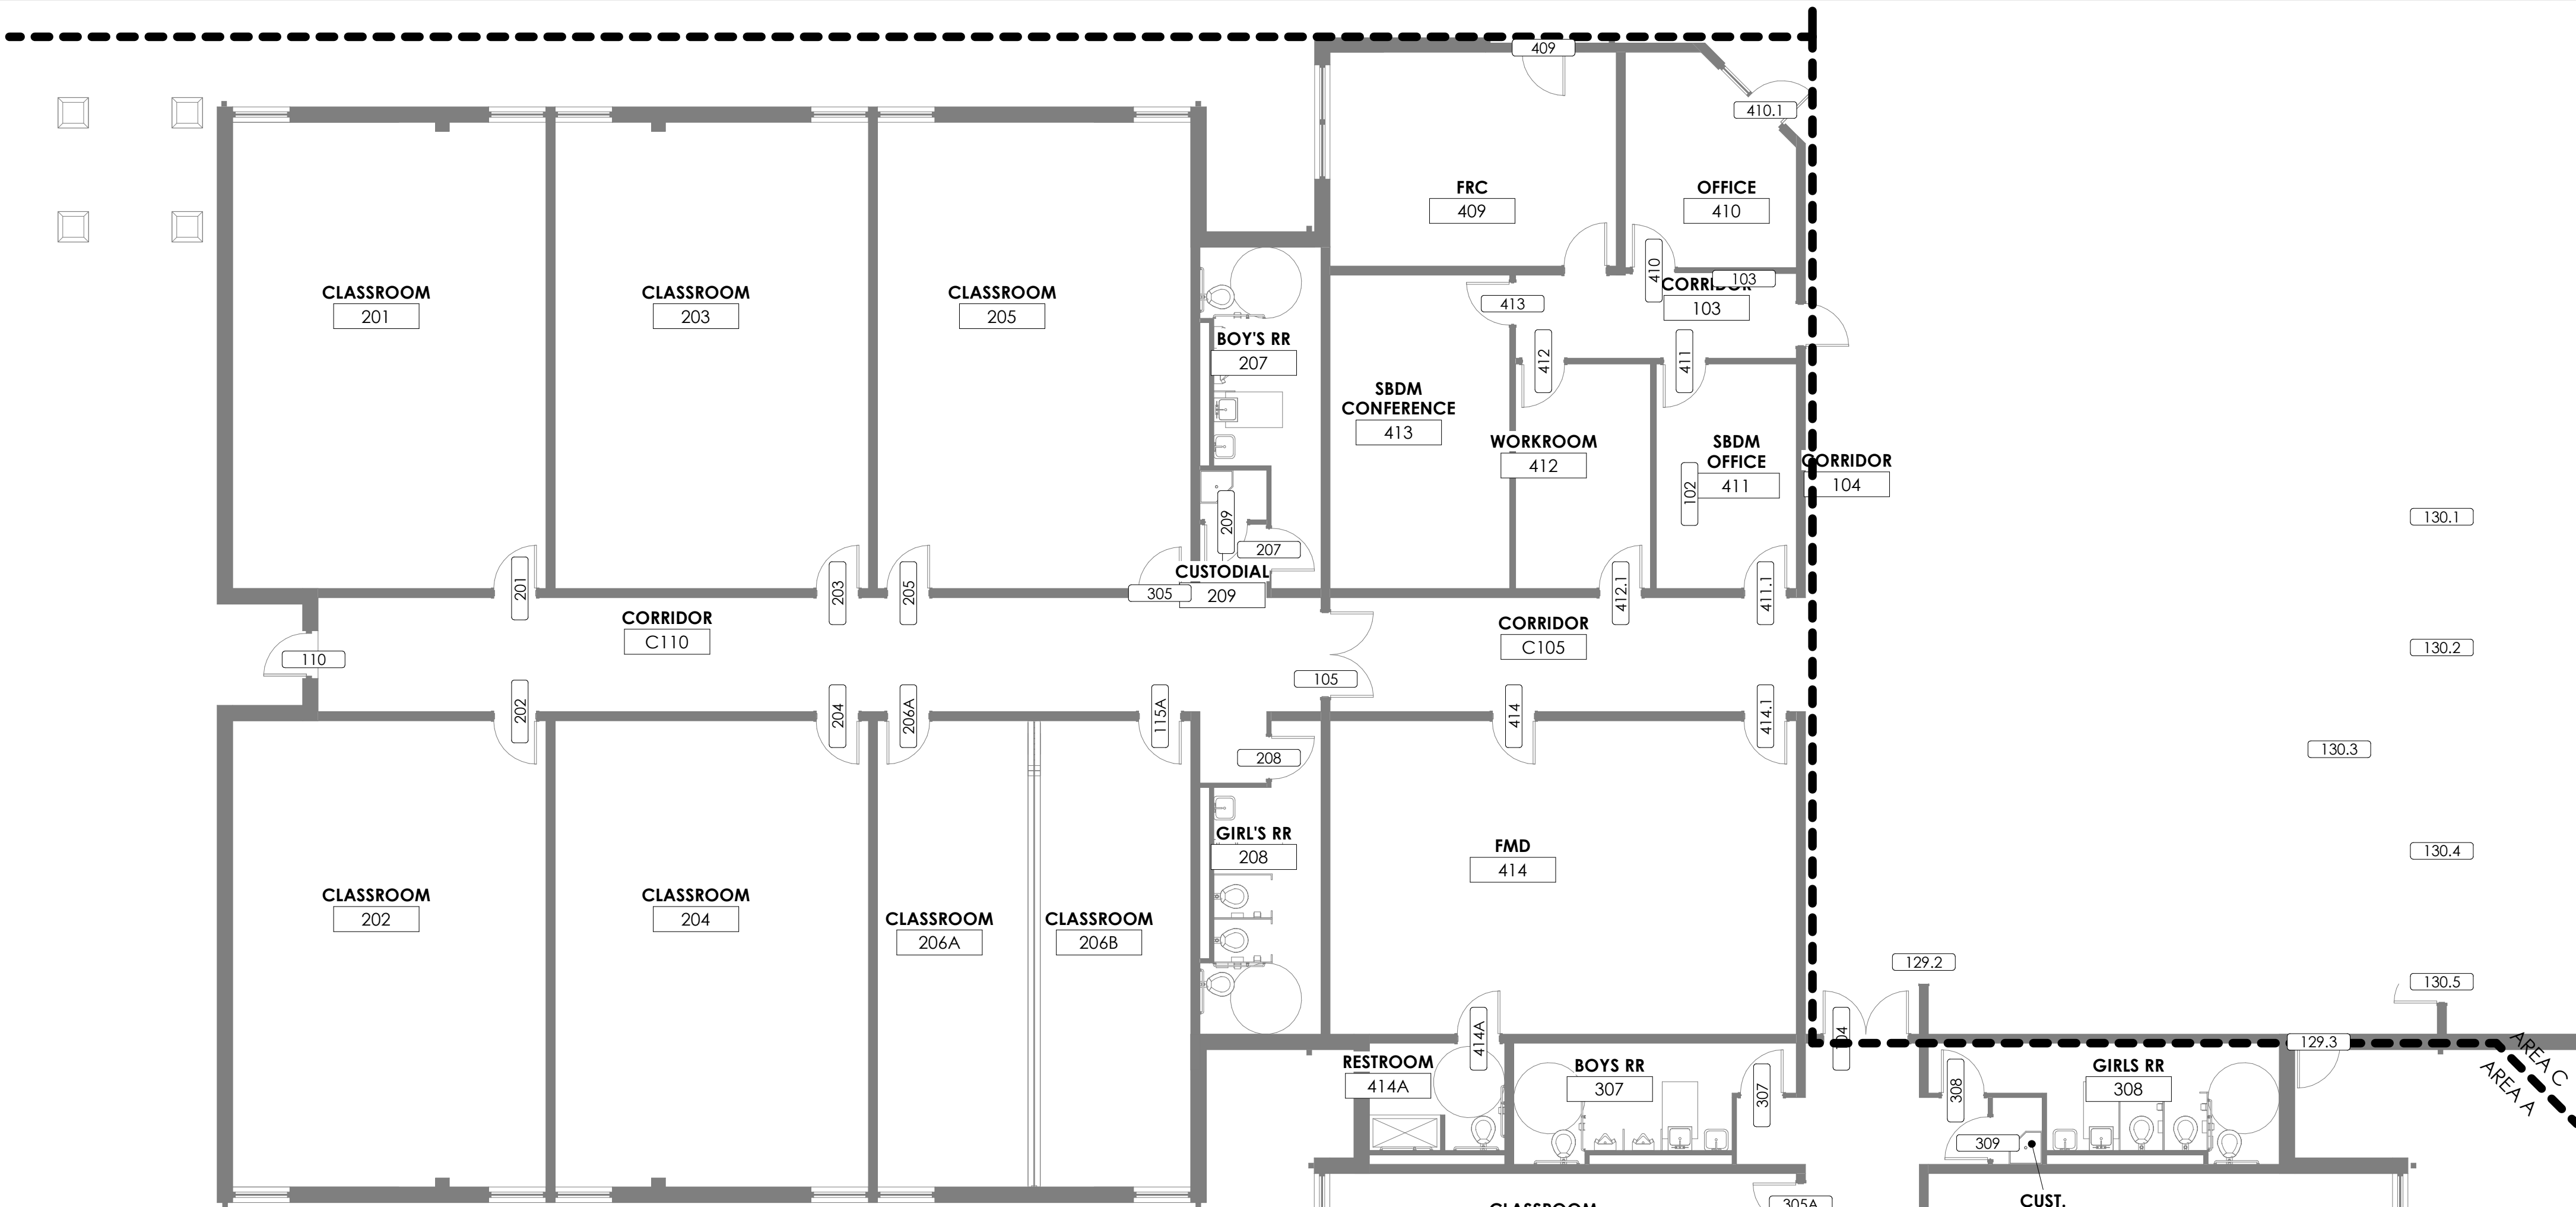 409
410.1
FRC
409
OFFICE
410
410
103
CORRIDOR
103
CLASSROOM
201
CLASSROOM
203
CLASSROOM
205
413
BOY'S RR
207
412
411
SBDM
CONFERENCE
413
WORKROOM
412
SBDM
OFFICE
411
102
CORRIDOR
104
130.1
209
207
CUSTODIAL
209
201
203
205
305
412.1
411.1
CORRIDOR
C110
CORRIDOR
C105
130.2
110
105
202
204
206A
115A
414
414.1
208
130.3
GIRL'S RR
208
FMD
414
130.4
CLASSROOM
202
CLASSROOM
204
CLASSROOM
206A
CLASSROOM
206B
129.2
130.5
414A
104
129.3
AREA C
AREA A
RESTROOM
414A
BOYS RR
307
307
308
GIRLS RR
308
309
CUST.
CLASSROOM
305A